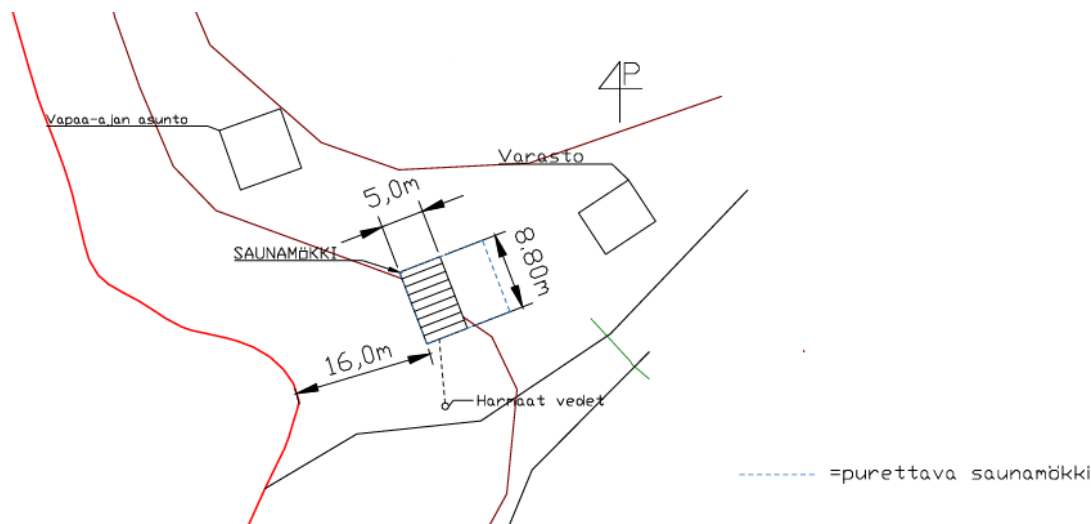 P
Vapaa-ajan asunto
Varasto
5,0m
SAUNAMÖKKI
8,80m
16,0m
Harmaat vedet
=purettava saunamökki